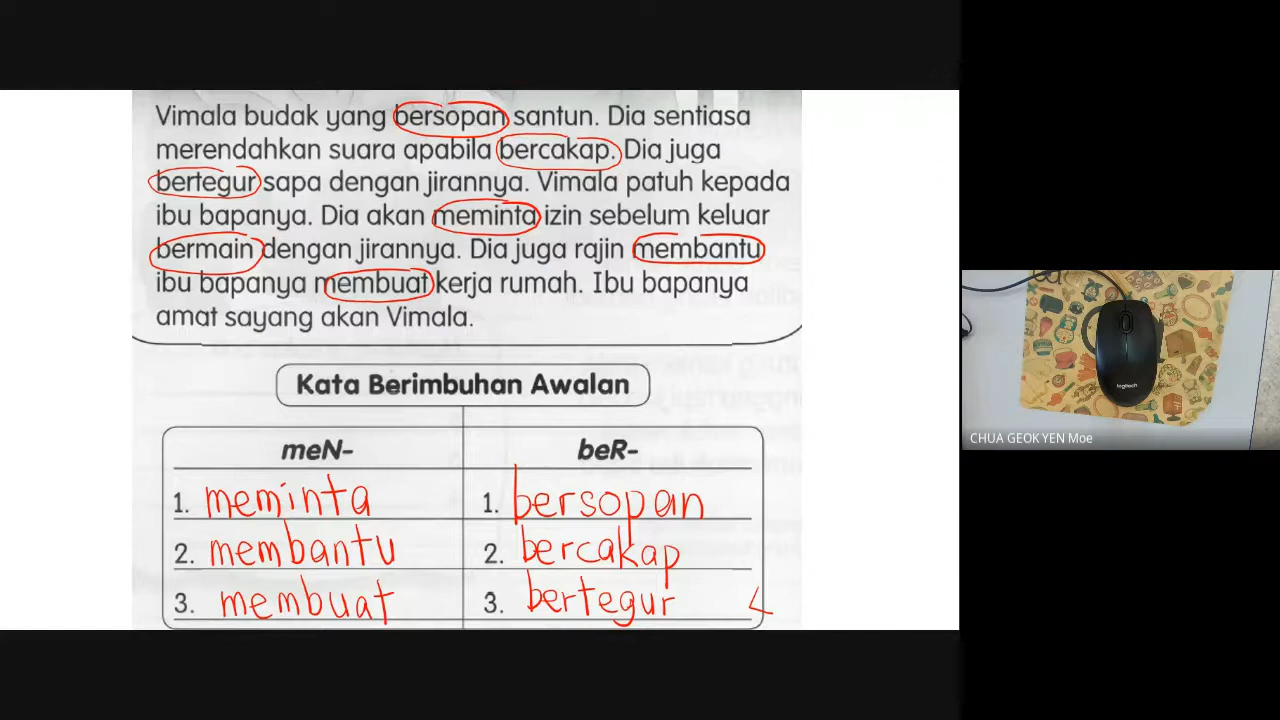 Vimala budak yang bersopan santun. Dia sentiasa
merendahkan suara apabila bercakap. Dia juga
bertegur sapa dengan jirannya. Vimala patuh kepada
ibu bapanya. Dia akan meminta izin sebelum keluar
bermain dengan jirannya. Dia juga rajin membantu
ibu bapanya membuat kerja rumah. Ibu bapanya
amat sayang akan Vimala.
Kata Berimbuhan Awalan
meN- beR-
1. meminta 1. bersopan
2. membantu 2. bercakap
3. membuat 3. bertegur
logitech
CHUA GEOK YEN Moe